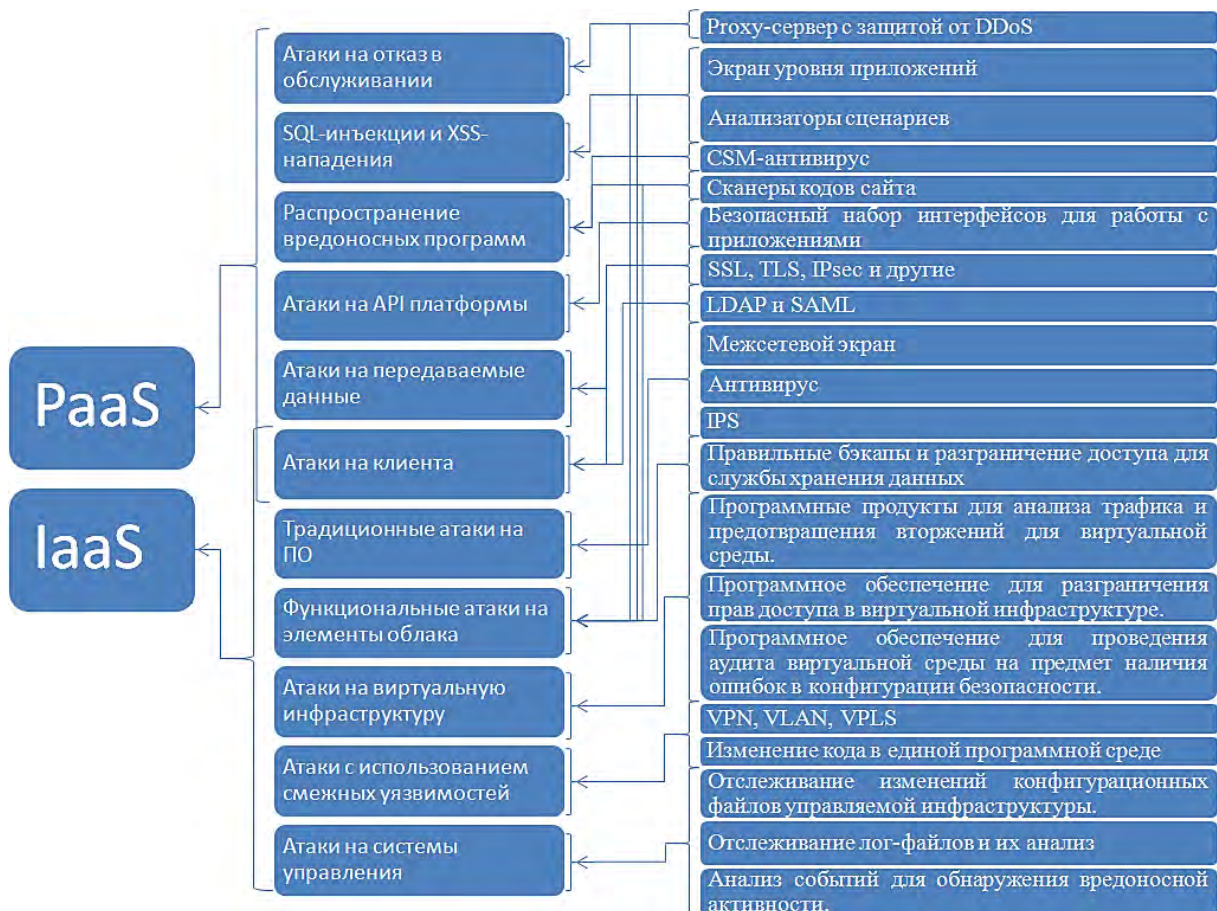 PaaS
IaaS
Атаки на отказ в
обслуживании
SQL-инъекции и XSS-
нападения
Распространение
вредоносных программ
Атаки на API платформы
Атаки на передаваемые
данные
Атаки на клиента
Традиционные атаки на
ПО
Функциональные атаки на
элементы облака
Атаки на виртуальную
инфраструктуру
Атаки с использованием
смежных уязвимостей
Атаки на системы
управления
Proxy-сервер с защитой от DDoS
Экран уровня приложений
Анализаторы сценариев
CSM-антивирус
Сканеры кодов сайта
Безопасный набор интерфейсов для работы с
приложениями
SSL, TLS, IPsec и другие
LDAP и SAML
Межсетевой экран
Антивирус
IPS
Правильные бэкапы и разграничение доступа для
службы хранения данных
Программные продукты для анализа трафика и
предотврашения вторжений для виртуальной
среды.
Программное обеспечение для разграничения
прав доступа в виртуальной инфраструктуре.
Программное обеспечение для проведения
аудита виртуальной среды на предмет наличия
ошибок в конфигурации безопасности.
VPN, VLAN, VPLS
Изменение кода в единой программной среде
Отслеживание изменений конфигурационных
файлов управляемой инфраструктуры.
Отслеживание лог-файлов и их анализ
Анализ событий для обнаружения вредоносной
активности.